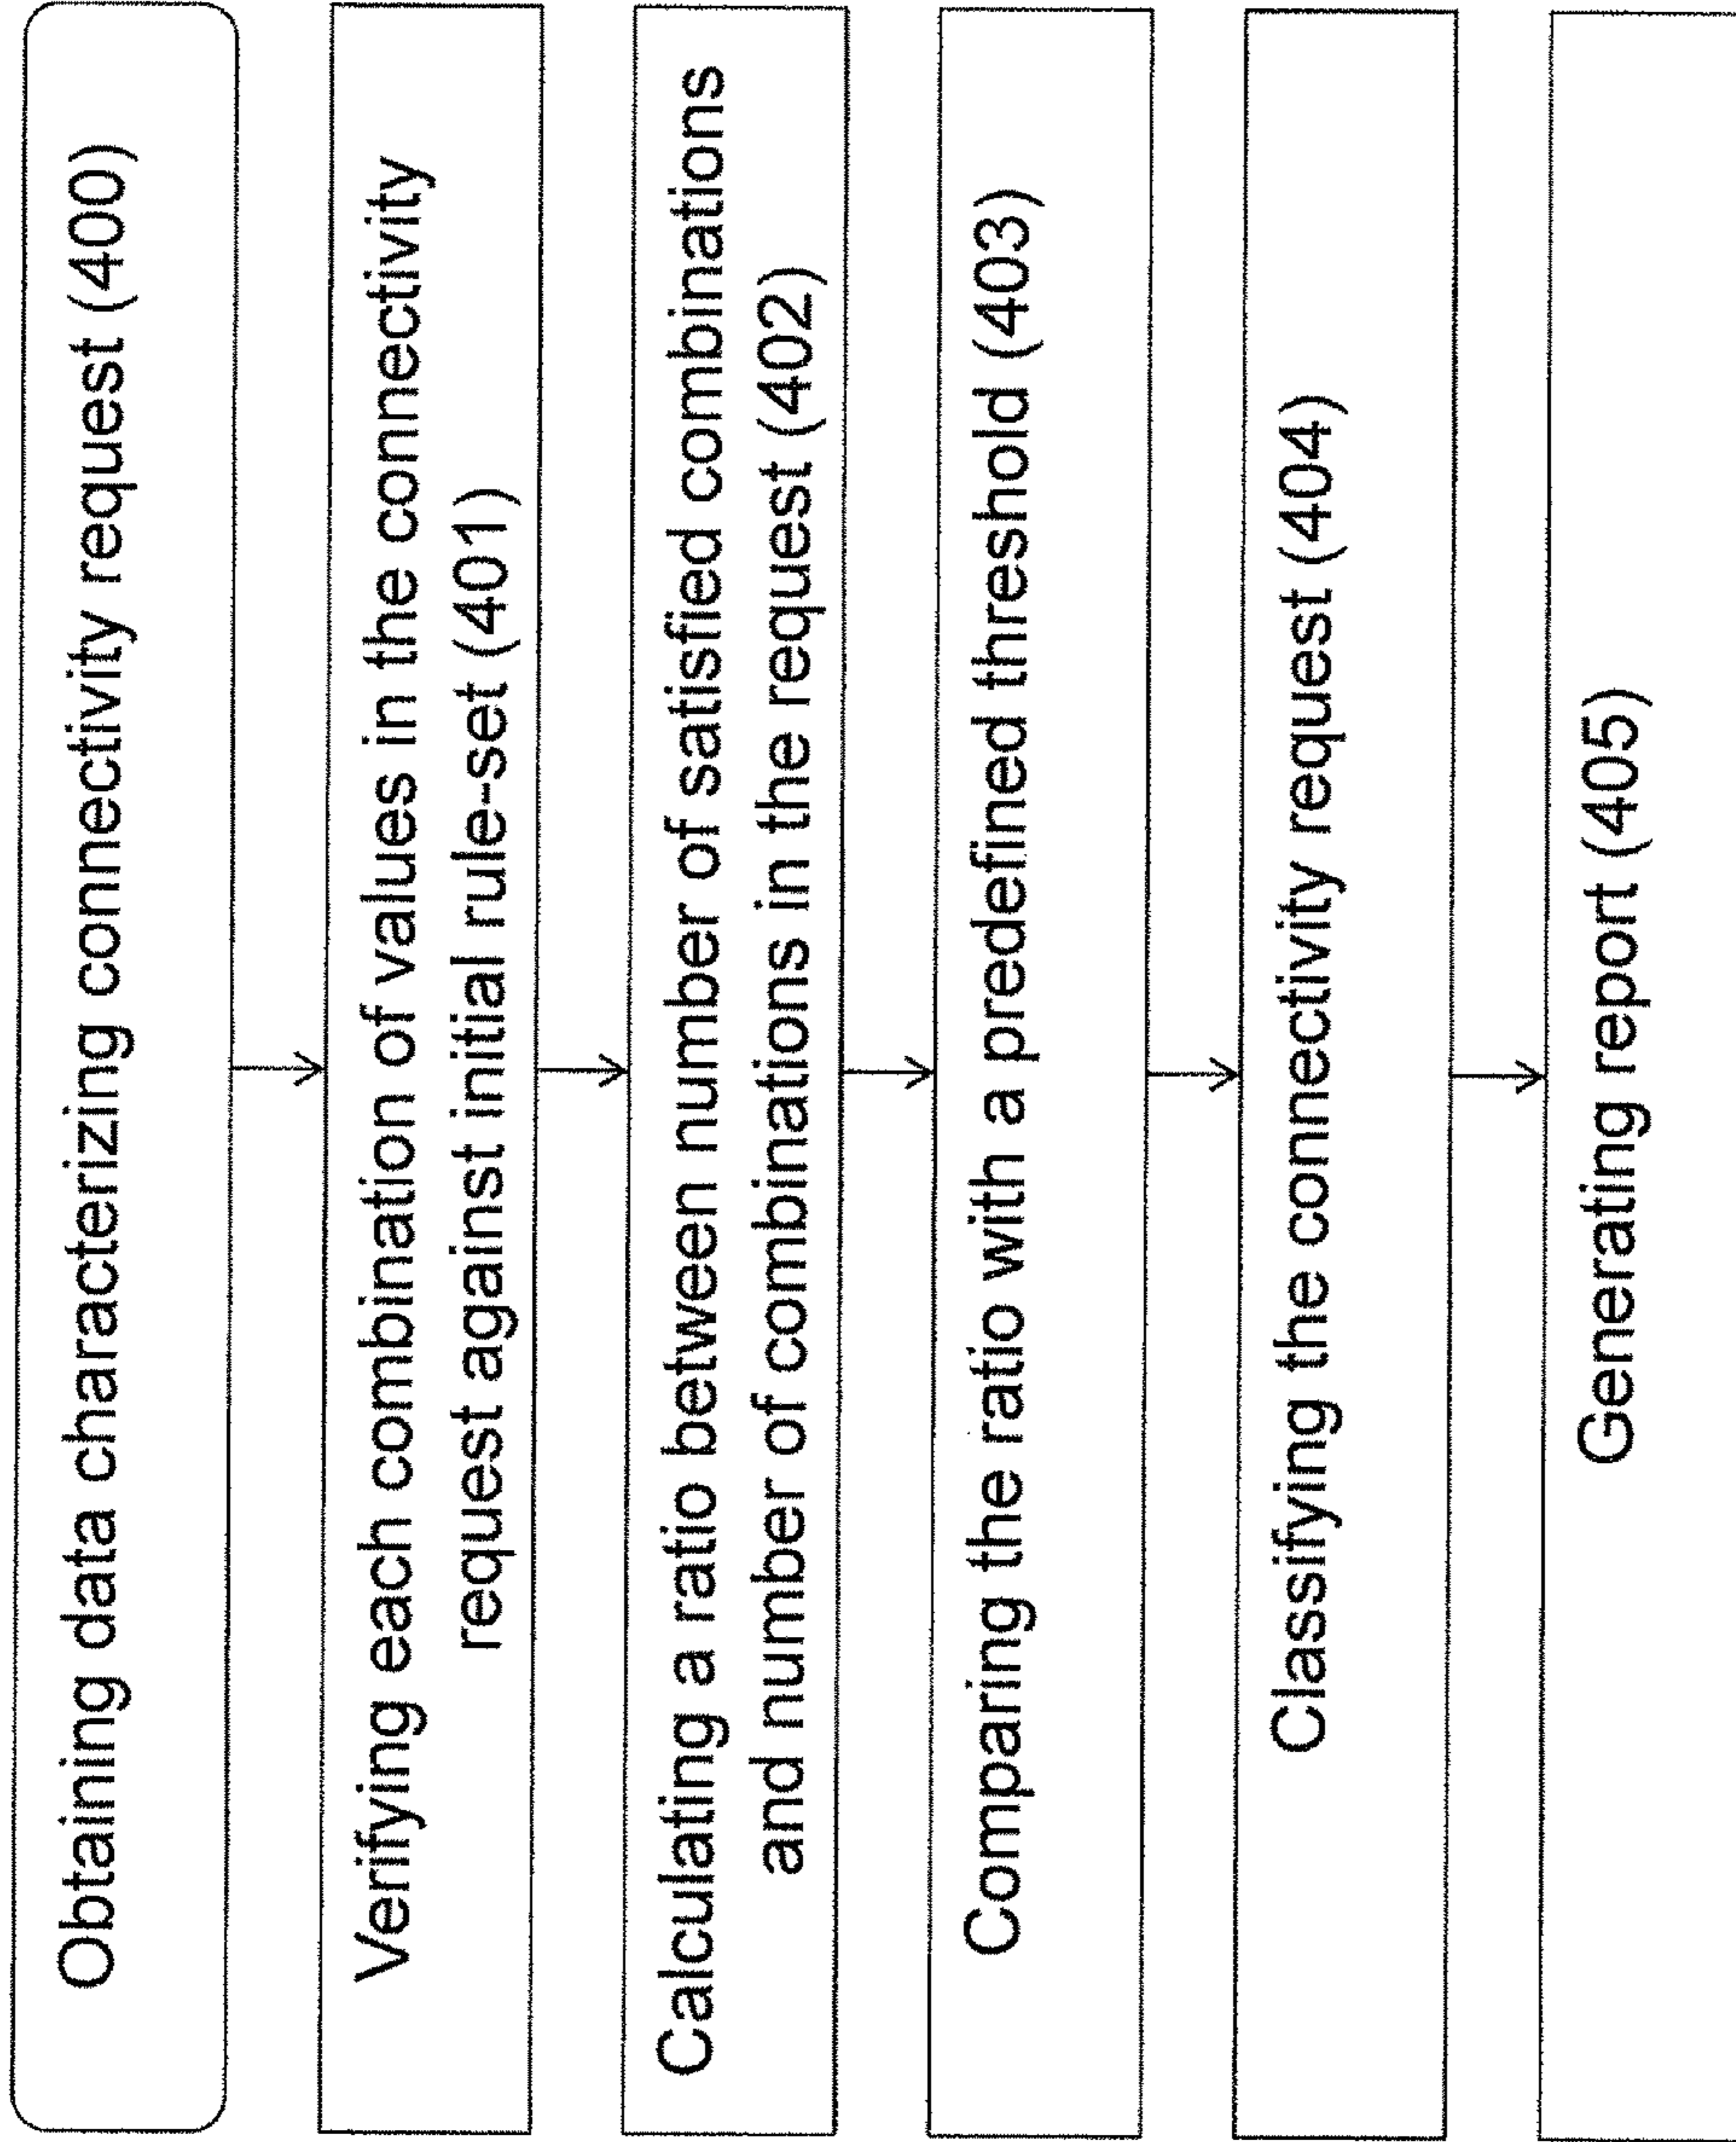 Obtaining data characterizing connectivity request (400)
Verifying each combination of values in the connectivity
request against initial rule-set (401)
Calculating a ratio between number of satisfied combinations
and number of combinations in the request (402)
Comparing the ratio with a predefined threshold (403)
Classifying the connectivity request (404)
Generating report (405)